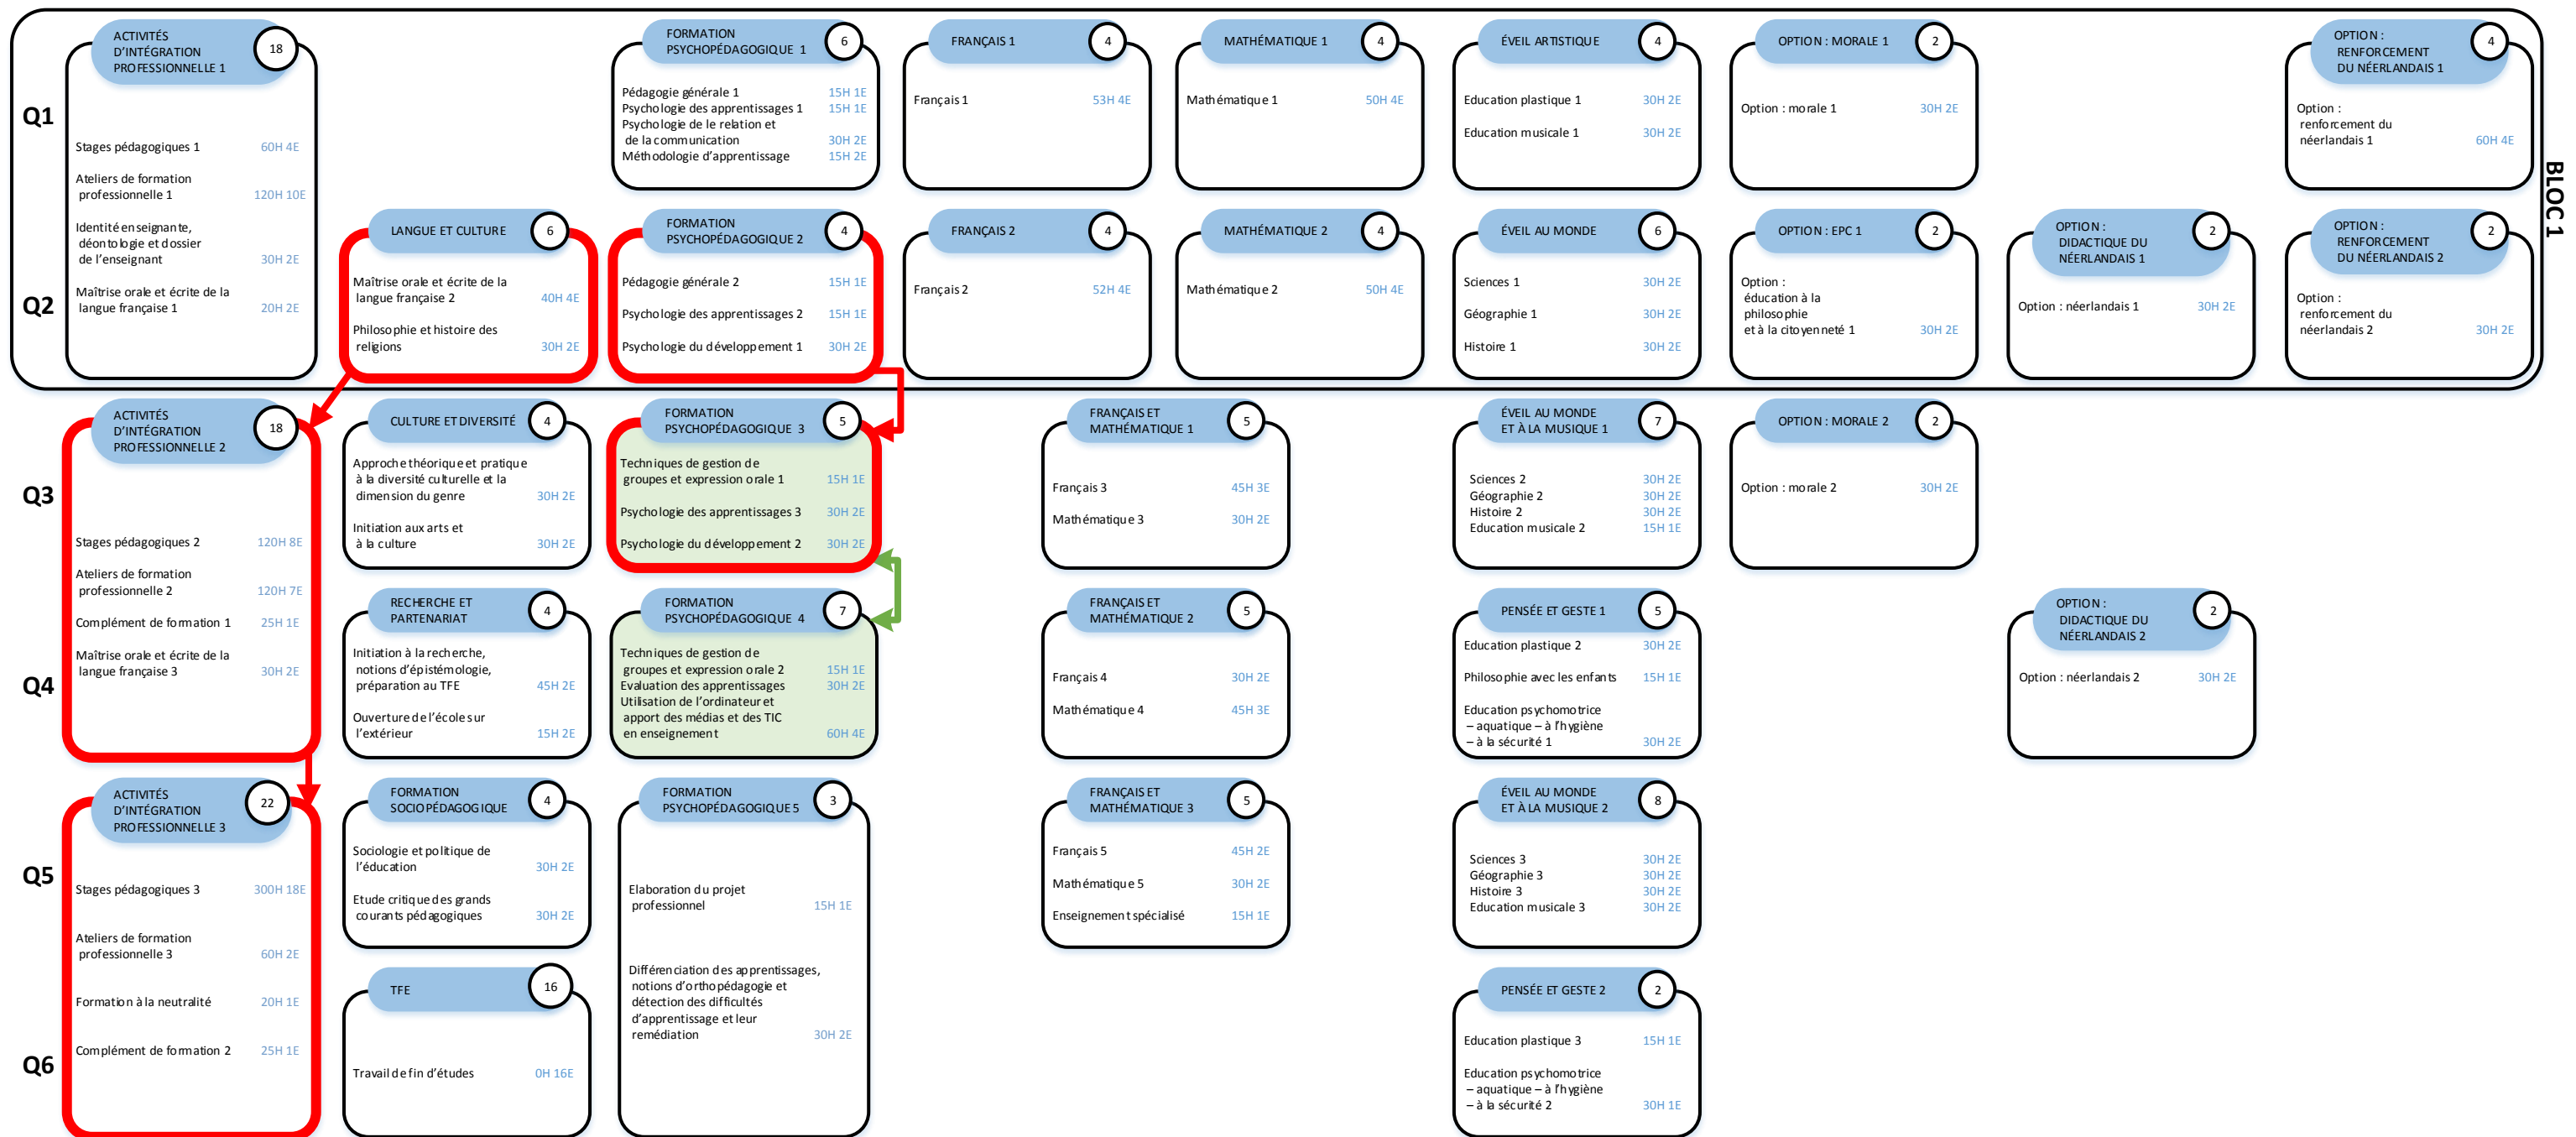 Q1
ACTIVITÉS
D'INTÉGRATION
PROFESSIONNELLE 1
18
Stages pédagogiques 1 60H 4E
Ateliers de formation
professionnelle 1 120H 10E
Identité enseignante,
déontologie et dossier
de l'enseignant 30H 2E
Maîtrise orale et écrite de la
langue française 1 20H 2E
FORMATION
PSYCHOPÉDAGOGIQUE 1
6
Pédagogie générale 1 15H 1E
Psychologie des apprentissages 1 15H 1E
Psychologie de le relation et
de la communication 30H 2E
Méthodologie d'apprentissage 15H 2E
FRANÇAIS 1
4
Français 1 53H 4E
MATHÉMATIQUE 1
4
Mathématique 1 50H 4E
ÉVEIL ARTISTIQUE
4
Education plastique 1 30H 2E
Education musicale 1 30H 2E
OPTION : MORALE 1
2
Option : morale 1 30H 2E
OPTION :
RENFORCEMENT
DU NÉERLANDAIS 1
4
Option :
renforcement du
néerlandais 1 60H 4E
BLOC 1
Q2
LANGUE ET CULTURE
6
Maîtrise orale et écrite de la
langue française 2 40H 4E
Philosophie et histoire des
religions 30H 2E
FORMATION
PSYCHOPÉDAGOGIQUE 2
4
Pédagogie générale 2 15H 1E
Psychologie des apprentissages 2 15H 1E
Psychologie du développement 1 30H 2E
FRANÇAIS 2
4
Français 2 52H 4E
MATHÉMATIQUE 2
4
Mathématique 2 50H 4E
ÉVEIL AU MONDE
6
Sciences 1 30H 2E
Géographie 1 30H 2E
Histoire 1 30H 2E
OPTION : EPC 1
2
Option :
éducation à la
philosophie
et à la citoyenneté 1 30H 2E
OPTION :
DIDACTIQUE DU
NÉERLANDAIS 1
2
Option : néerlandais 1 30H 2E
OPTION :
RENFORCEMENT
DU NÉERLANDAIS 2
2
Option :
renforcement du
néerlandais 2 30H 2E
Q3
ACTIVITÉS
D'INTÉGRATION
PROFESSIONNELLE 2
18
Stages pédagogiques 2 120H 8E
Ateliers de formation
professionnelle 2 120H 7E
Complément de formation 1 25H 1E
Maîtrise orale et écrite de la
langue française 3 30H 2E
CULTURE ET DIVERSITÉ
4
Approche théorique et pratique
à la diversité culturelle et la
dimension du genre 30H 2E
Initiation aux arts et
à la culture 30H 2E
FORMATION
PSYCHOPÉDAGOGIQUE 3
5
Techniques de gestion de
groupes et expression orale 1 15H 1E
Psychologie des apprentissages 3 30H 2E
Psychologie du développement 2 30H 2E
FRANÇAIS ET
MATHÉMATIQUE 1
5
Français 3 45H 3E
Mathématique 3 30H 2E
ÉVEIL AU MONDE
ET À LA MUSIQUE 1
7
Sciences 2 30H 2E
Géographie 2 30H 2E
Histoire 2 30H 2E
Education musicale 2 15H 1E
OPTION : MORALE 2
2
Option : morale 2 30H 2E
Q4
RECHERCHE ET
PARTENARIAT
4
Initiation à la recherche,
notions d'épistémologie,
préparation au TFE 45H 2E
Ouverture de l'école sur
l'extérieur 15H 2E
FORMATION
PSYCHOPÉDAGOGIQUE 4
7
Techniques de gestion de
groupes et expression orale 2 15H 1E
Evaluation des apprentissages 30H 2E
Utilisation de l'ordinateur et
apport des médias et des TIC
en enseignement 60H 4E
FRANÇAIS ET
MATHÉMATIQUE 2
5
Français 4 30H 2E
Mathématique 4 45H 3E
PENSÉE ET GESTE 1
5
Education plastique 2 30H 2E
Philosophie avec les enfants 15H 1E
Education psychomotrice
– aquatique – à l'hygiène
– à la sécurité 1 30H 2E
OPTION :
DIDACTIQUE DU
NÉERLANDAIS 2
2
Option : néerlandais 2 30H 2E
Q5
ACTIVITÉS
D'INTÉGRATION
PROFESSIONNELLE 3
22
Stages pédagogiques 3 300H 18E
Ateliers de formation
professionnelle 3 60H 2E
Formation à la neutralité 20H 1E
Complément de formation 2 25H 1E
FORMATION
SOCIOPÉDAGOGIQUE
4
Sociologie et politique de
l'éducation 30H 2E
Etude critique des grands
courants pédagogiques 30H 2E
FORMATION
PSYCHOPÉDAGOGIQUE 5
3
Elaboration du projet
professionnel 15H 1E
Différenciation des apprentissages,
notions d'orthopédagogie et
détection des difficultés
d'apprentissage et leur
remédiation 30H 2E
FRANÇAIS ET
MATHÉMATIQUE 3
5
Français 5 45H 2E
Mathématique 5 30H 2E
Enseignement spécialisé 15H 1E
ÉVEIL AU MONDE
ET À LA MUSIQUE 2
8
Sciences 3 30H 2E
Géographie 3 30H 2E
Histoire 3 30H 2E
Education musicale 3 30H 2E
Q6
TFE
16
Travail de fin d'études 0H 16E
PENSÉE ET GESTE 2
2
Education plastique 3 15H 1E
Education psychomotrice
– aquatique – à l'hygiène
– à la sécurité 2 30H 1E